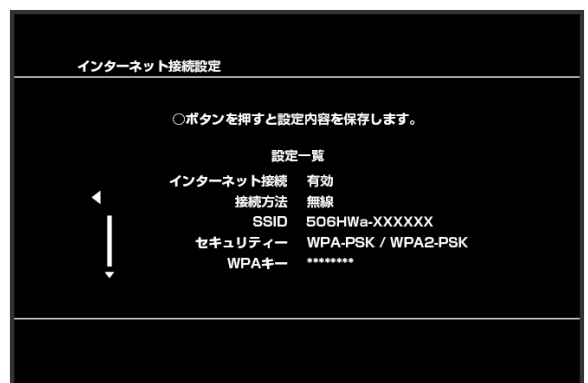 インターネット接続設定
○ボタンを押すと設定内容を保存します。
設定一覧
インターネット接続 有効
接続方法 無線
SSID 506HWa-XXXXXX
セキュリティー WPA-PSK / WPA2-PSK
WPAキー ********